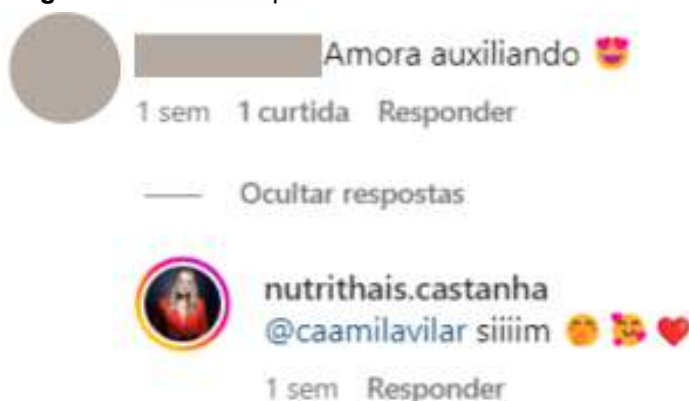 Amora auxiliando 😍
1 sem 1 curtida Responder
Ocultar respostas
nutrithais.castanha
@caamilavilar siiiim 🤭 🥰 ❤️
1 sem Responder